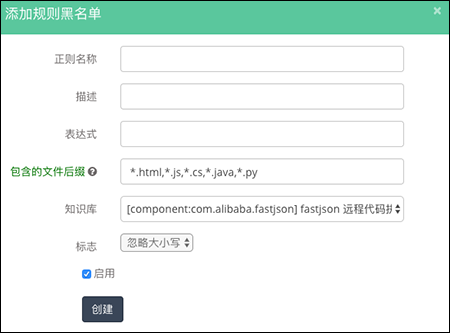 添加规则黑名单 ×
正则名称
描述
表达式
包含的文件后缀 ? *.html,*.js,*.cs,*.java,*.py
知识库 [component:com.alibaba.fastjson] fastjson 远程代码执
标志 忽略大小写
启用
创建